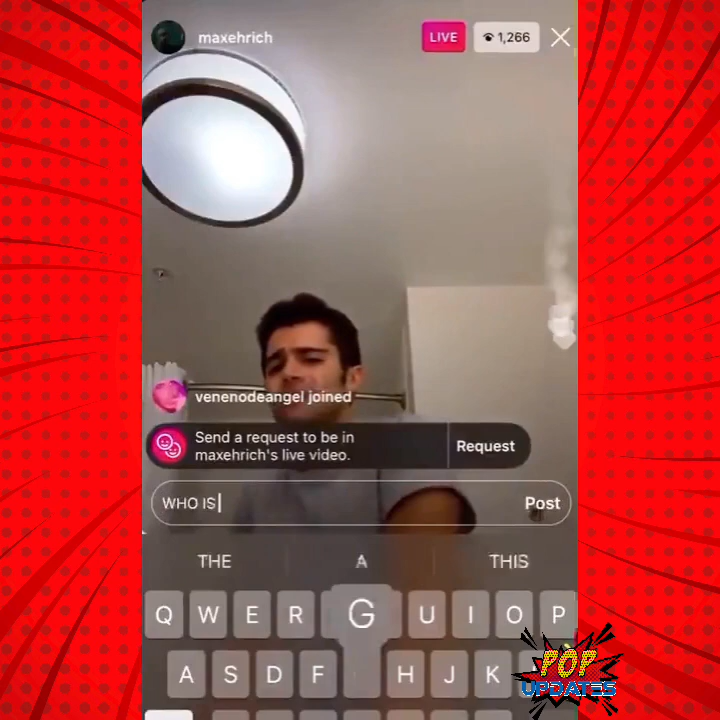 maxehrich
LIVE
1,266
venenodeangel joined
Send a request to be in
maxehrich's live video.
Request
WHO IS
Post
THE A THIS
Q W E R G U I O P
A S D F H J K
POP
UPDATES